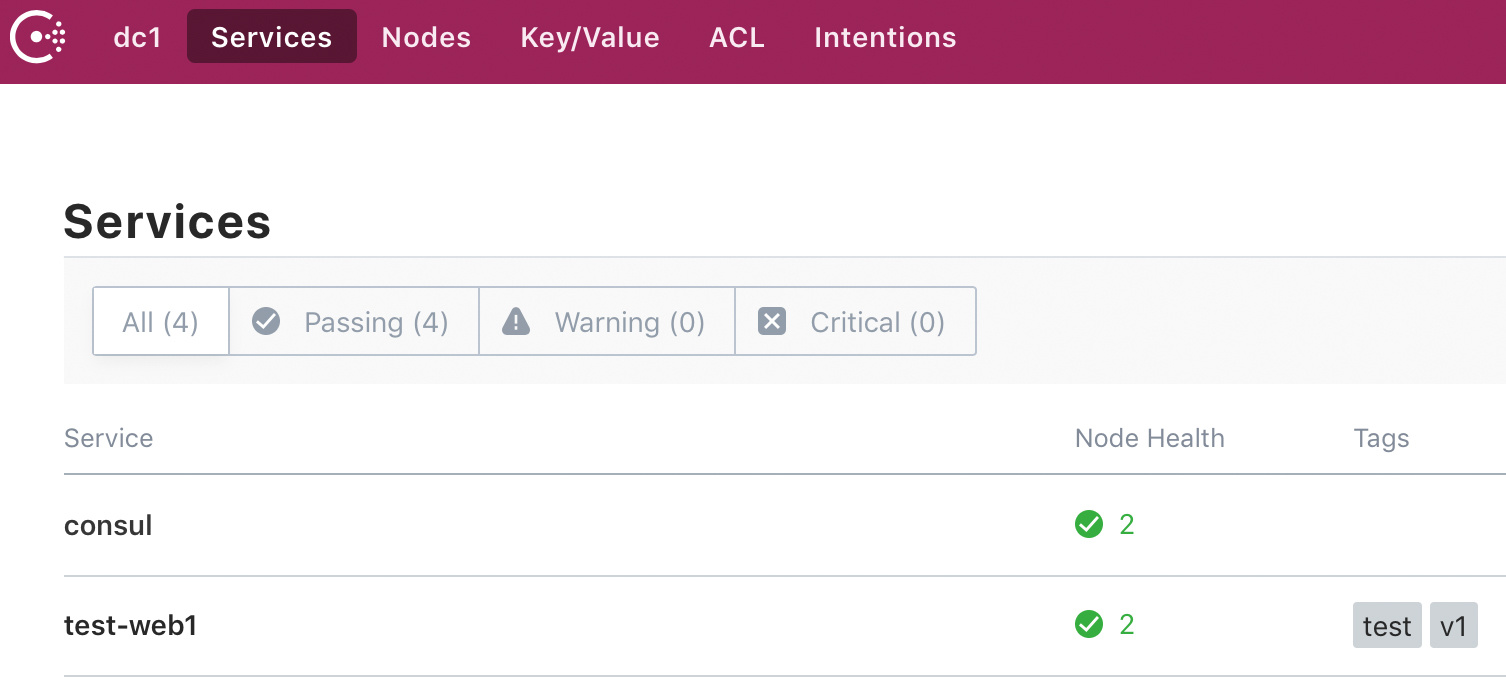 dc1 Services Nodes Key/Value ACL Intentions
Services
All (4) Passing (4) Warning (0) Critical (0)
Service Node Health Tags
consul 2
test-web1 2 test v1